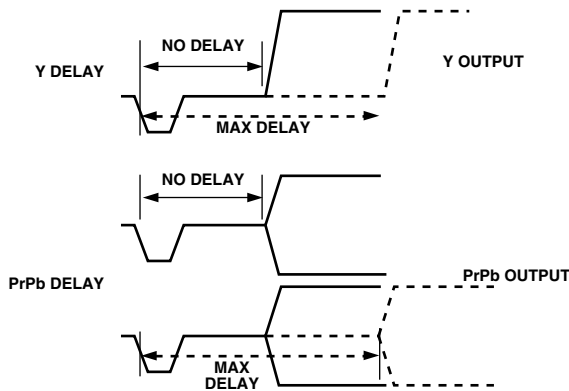 NO DELAY
Y DELAY
Y OUTPUT
MAX DELAY
NO DELAY
PrPb DELAY
PrPb OUTPUT
MAX
DELAY